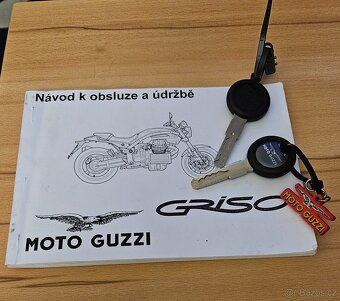 Návod k obsluze a údržbě
GRiSO
MOTO GUZZI
MOTO GUZZI